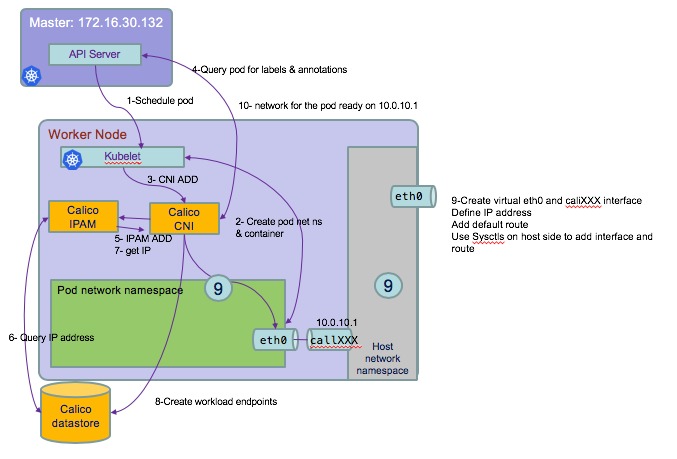 Master: 172.16.30.132
API Server
4-Query pod for labels & annotations
1-Schedule pod
10- network for the pod ready on 10.0.10.1
Worker Node
Kubelet
3- CNI ADD
eth0
9-Create virtual eth0 and caliXXX interface
Define IP address
Add default route
Use Sysctls on host side to add interface and
route
Calico
IPAM
Calico
CNI
2- Create pod net ns
& container
5- IPAM ADD
7- get IP
Pod network namespace
9
9
10.0.10.1
6- Query IP address
eth0
callXXX
Host
network
namespace
8-Create workload endpoints
Calico
datastore